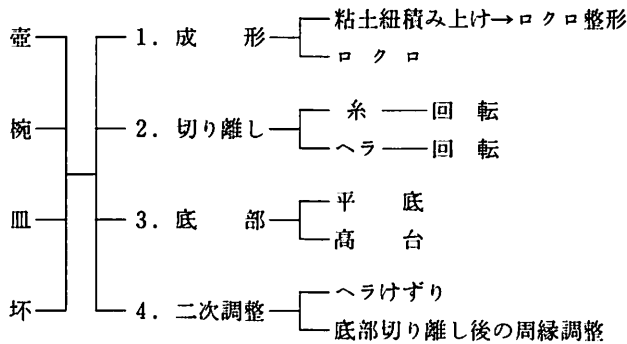 壺 1. 成形 粘土紐積み上げ→ロクロ整形
ロクロ
椀 2. 切り離し 糸 回転
ヘラ 回転
皿 3. 底部 平底
高台
坏 4. 二次調整 ヘラけずり
底部切り離し後の周縁調整